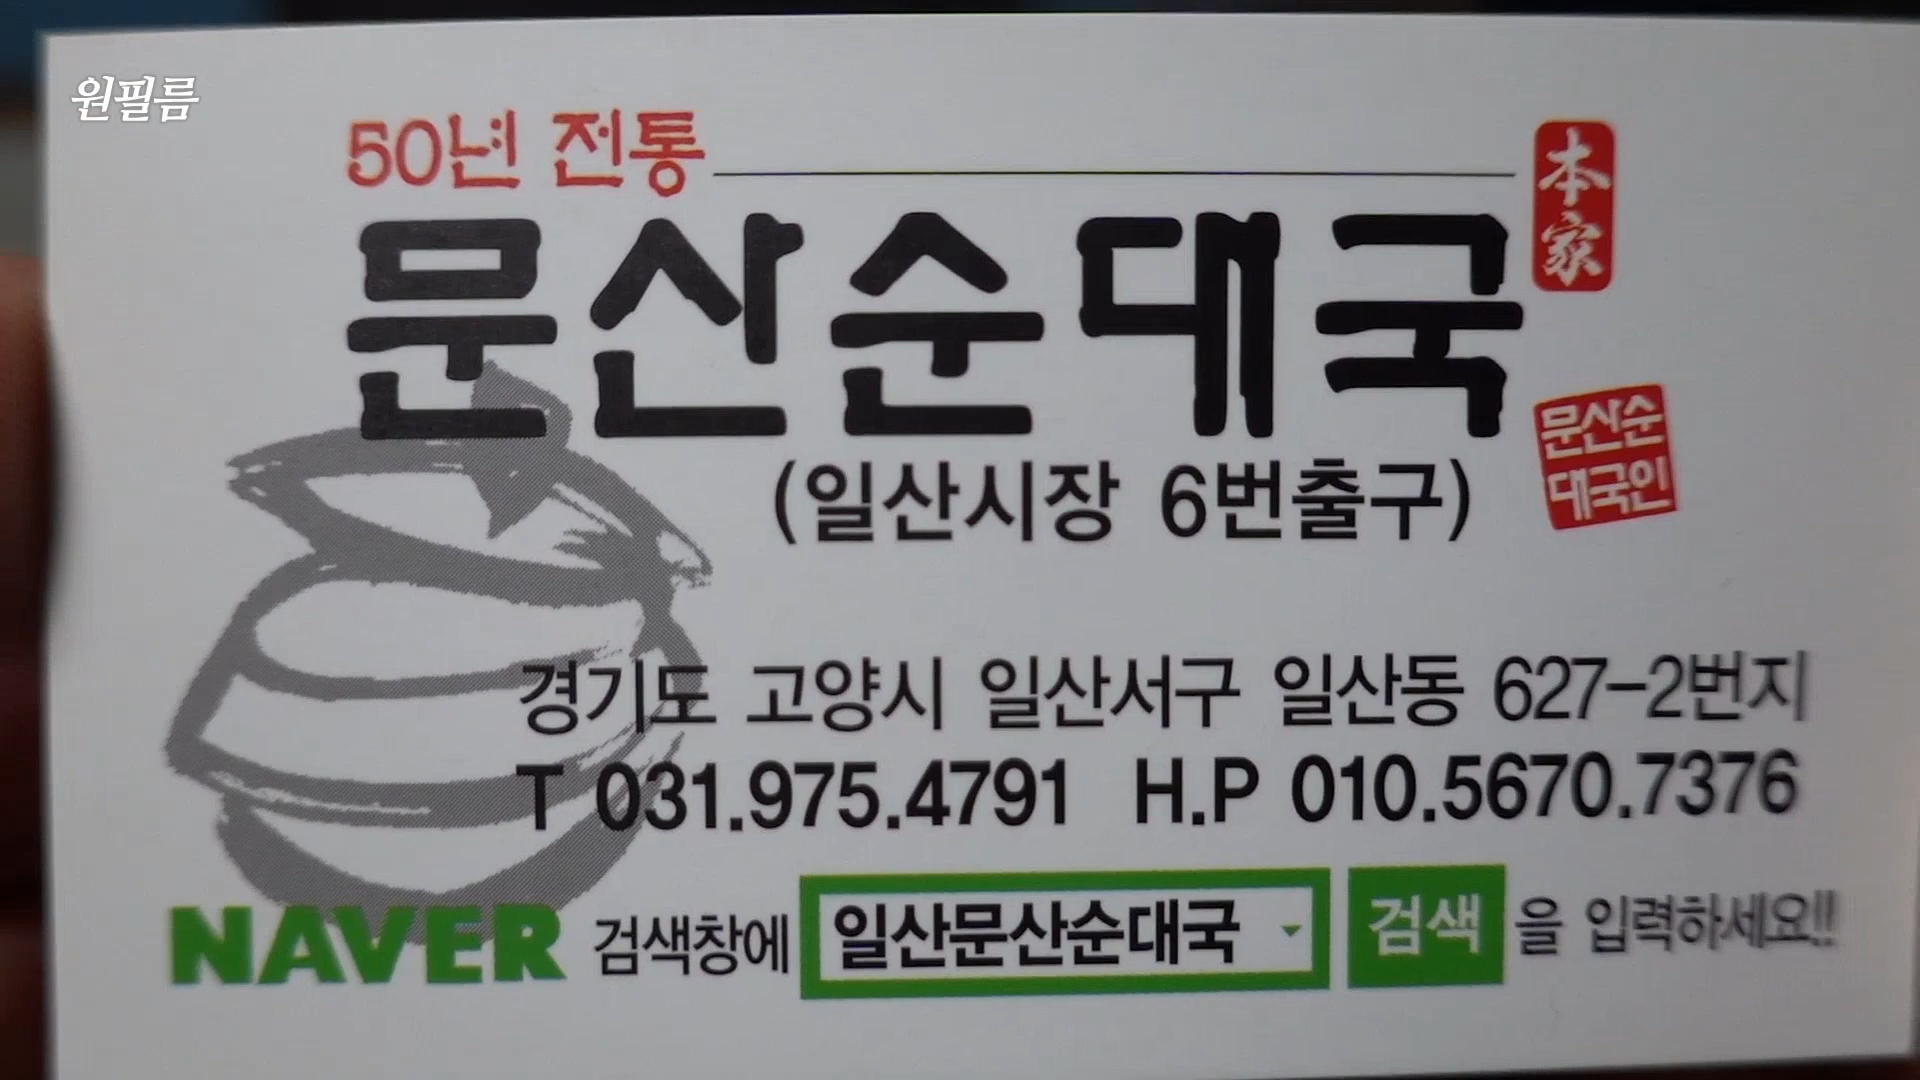 원필름
50년 전통
本家
문산순대국
문산순
대국인
(일산시장 6번출구)
경기도 고양시 일산서구 일산동 627-2번지
T 031.975.4791 H.P 010.5670.7376
NAVER 검색창에 일산문산순대국 검색 을 입력하세요!!